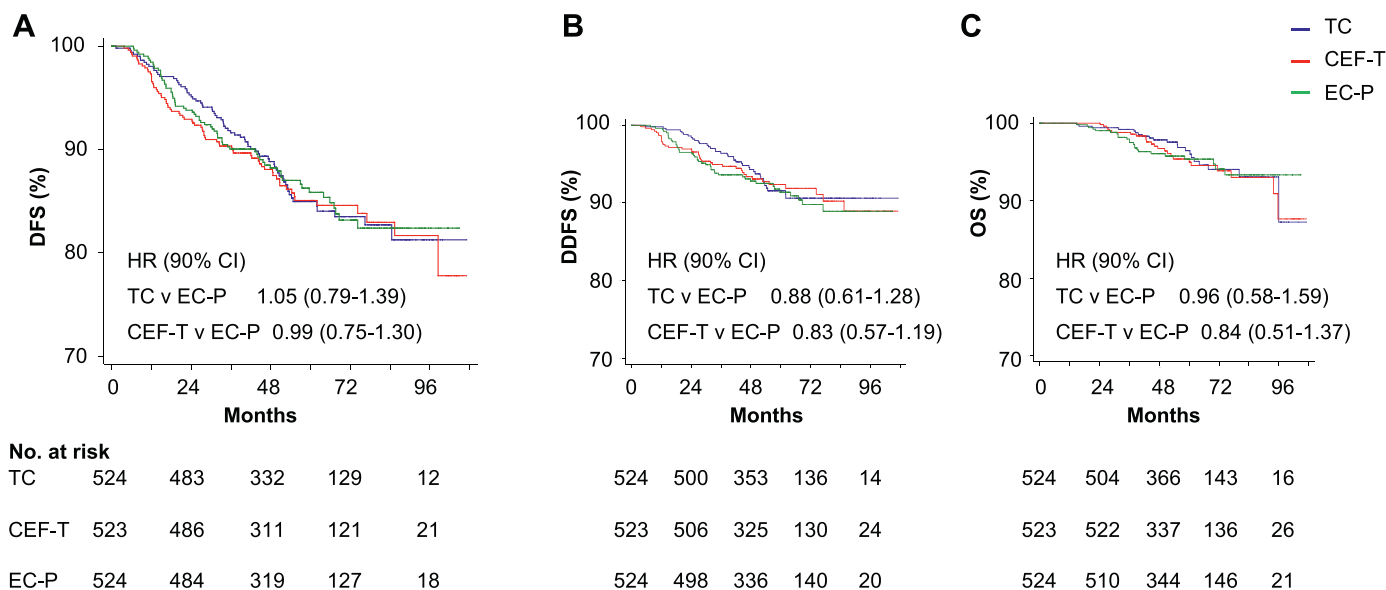 A
100
90
80
70
DFS (%)
HR (90% CI)
TC v EC-P 1.05 (0.79-1.39)
CEF-T v EC-P 0.99 (0.75-1.30)
0 24 48 72 96
Months
B
100
90
80
70
DDFS (%)
HR (90% CI)
TC v EC-P 0.88 (0.61-1.28)
CEF-T v EC-P 0.83 (0.57-1.19)
0 24 48 72 96
Months
C
TC
CEF-T
EC-P
100
90
80
70
OS (%)
HR (90% CI)
TC v EC-P 0.96 (0.58-1.59)
CEF-T v EC-P 0.84 (0.51-1.37)
0 24 48 72 96
Months
No. at risk
TC 524 483 332 129 12 524 500 353 136 14 524 504 366 143 16
CEF-T 523 486 311 121 21 523 506 325 130 24 523 522 337 136 26
EC-P 524 484 319 127 18 524 498 336 140 20 524 510 344 146 21